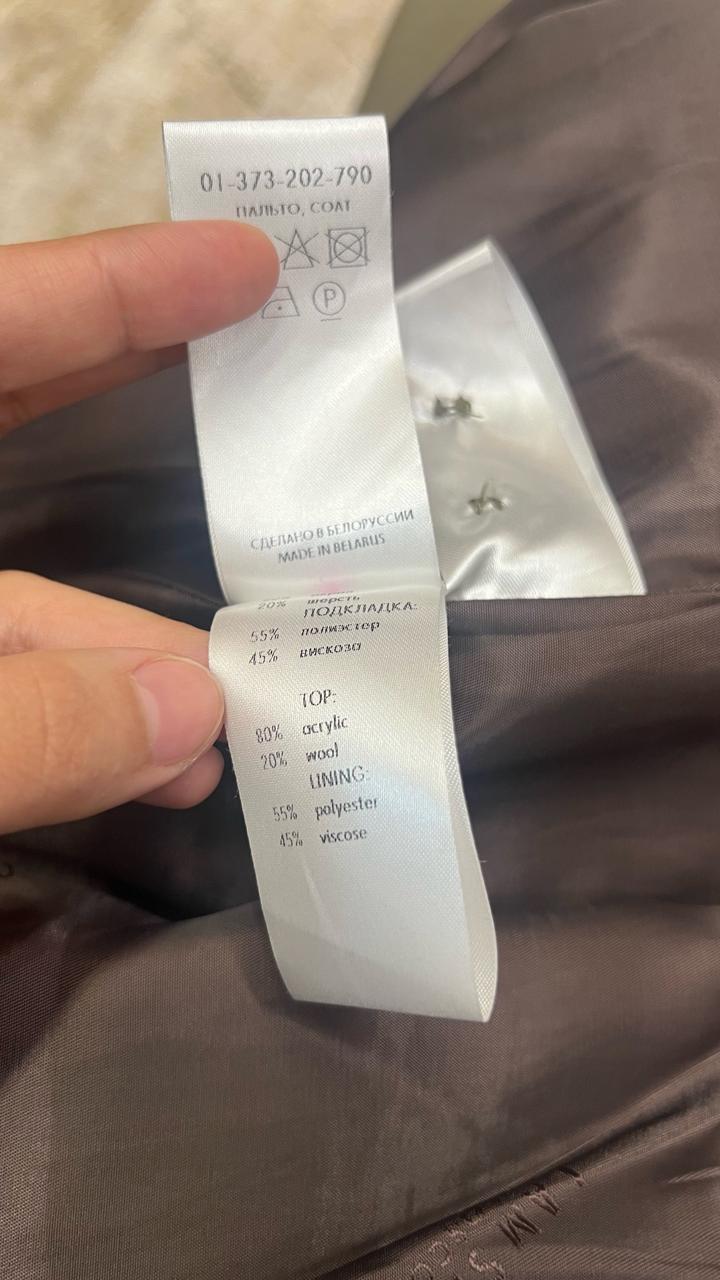 01-373-202-790
ПАЛЬТО, COAT
P
СДЕЛАНО В БЕЛОРУССИИ
MADE IN BELARUS
20% шерсть
ПОДКЛАДКА:
55% полиэстер
45% вискоза
TOP:
80% acrylic
20% wool
LINING:
55% polyester
45% viscose